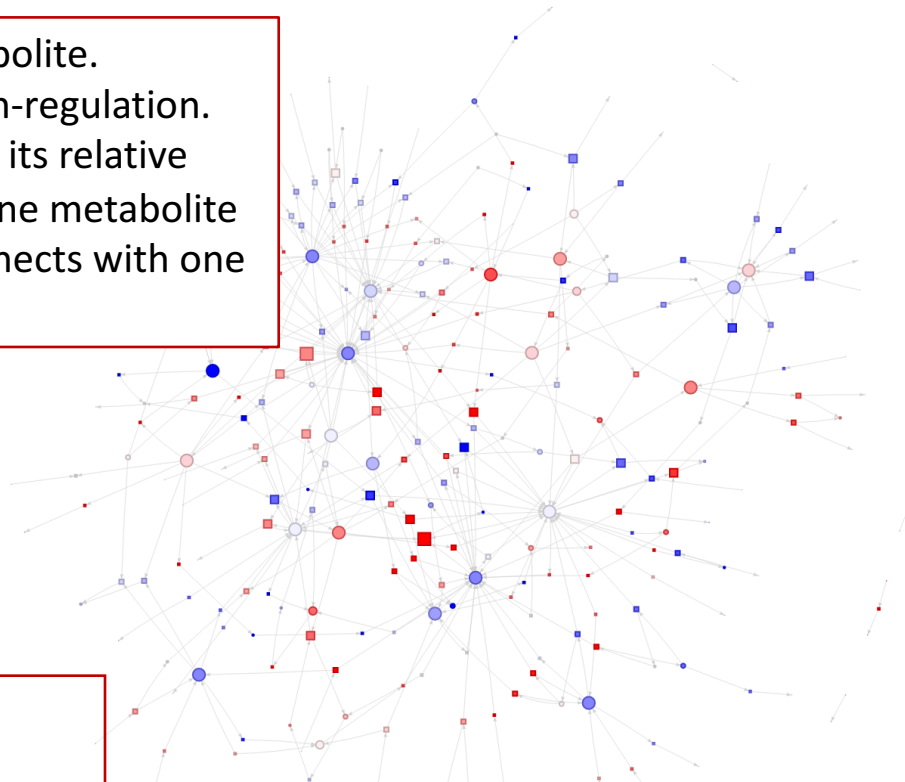 bolite.
n-regulation.
its relative
ne metabolite
nects with one